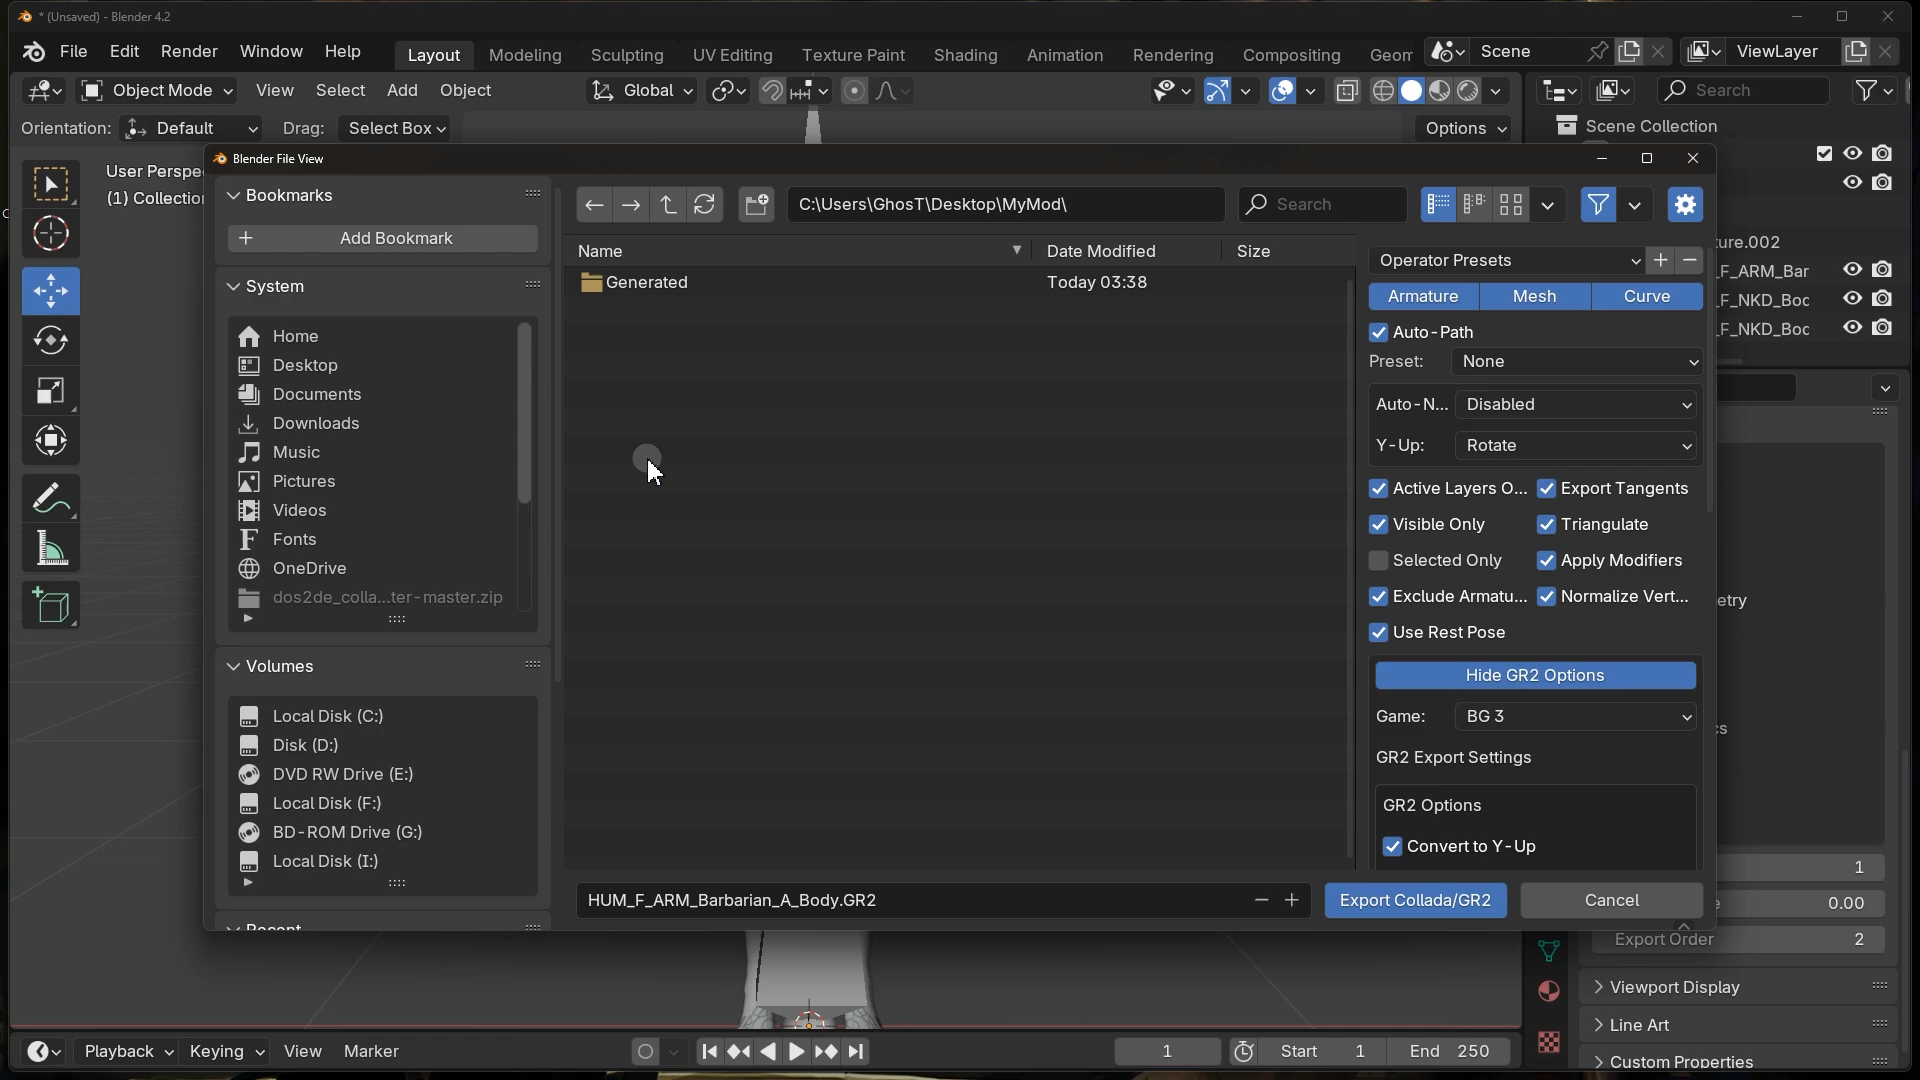 * (Unsaved) - Blender 4.2
File Edit Render Window Help
Layout Modeling Sculpting UV Editing Texture Paint Shading Animation Rendering Compositing Geom
Scene ViewLayer
Object Mode View Select Add Object
Global
Search
Orientation: Default Drag: Select Box
Options
Scene Collection
User Perspe
(1) Collection
Blender File View
Bookmarks
Add Bookmark
System
Home
Desktop
Documents
Downloads
Music
Pictures
Videos
Fonts
OneDrive
dos2de_colla...ter-master.zip
Volumes
Local Disk (C:)
Disk (D:)
DVD RW Drive (E:)
Local Disk (F:)
BD-ROM Drive (G:)
Local Disk (I:)
Recent
C:\Users\GhosT\Desktop\MyMod\
Search
Name Date Modified Size
Generated Today 03:38
Operator Presets
Armature Mesh Curve
Auto-Path
Preset: None
Auto-N... Disabled
Y-Up: Rotate
Active Layers O... Export Tangents
Visible Only Triangulate
Selected Only Apply Modifiers
Exclude Armatu... Normalize Vert...
Use Rest Pose
Hide GR2 Options
Game: BG 3
GR2 Export Settings
GR2 Options
Convert to Y-Up
HUM_F_ARM_Barbarian_A_Body.GR2
Export Collada/GR2
Cancel
ture.002
_F_ARM_Bar
_F_NKD_Boc
_F_NKD_Boc
etry
cs
1
e 0.00
Export Order 2
Viewport Display
Line Art
Custom Properties
Playback Keying View Marker
1
Start 1
End 250